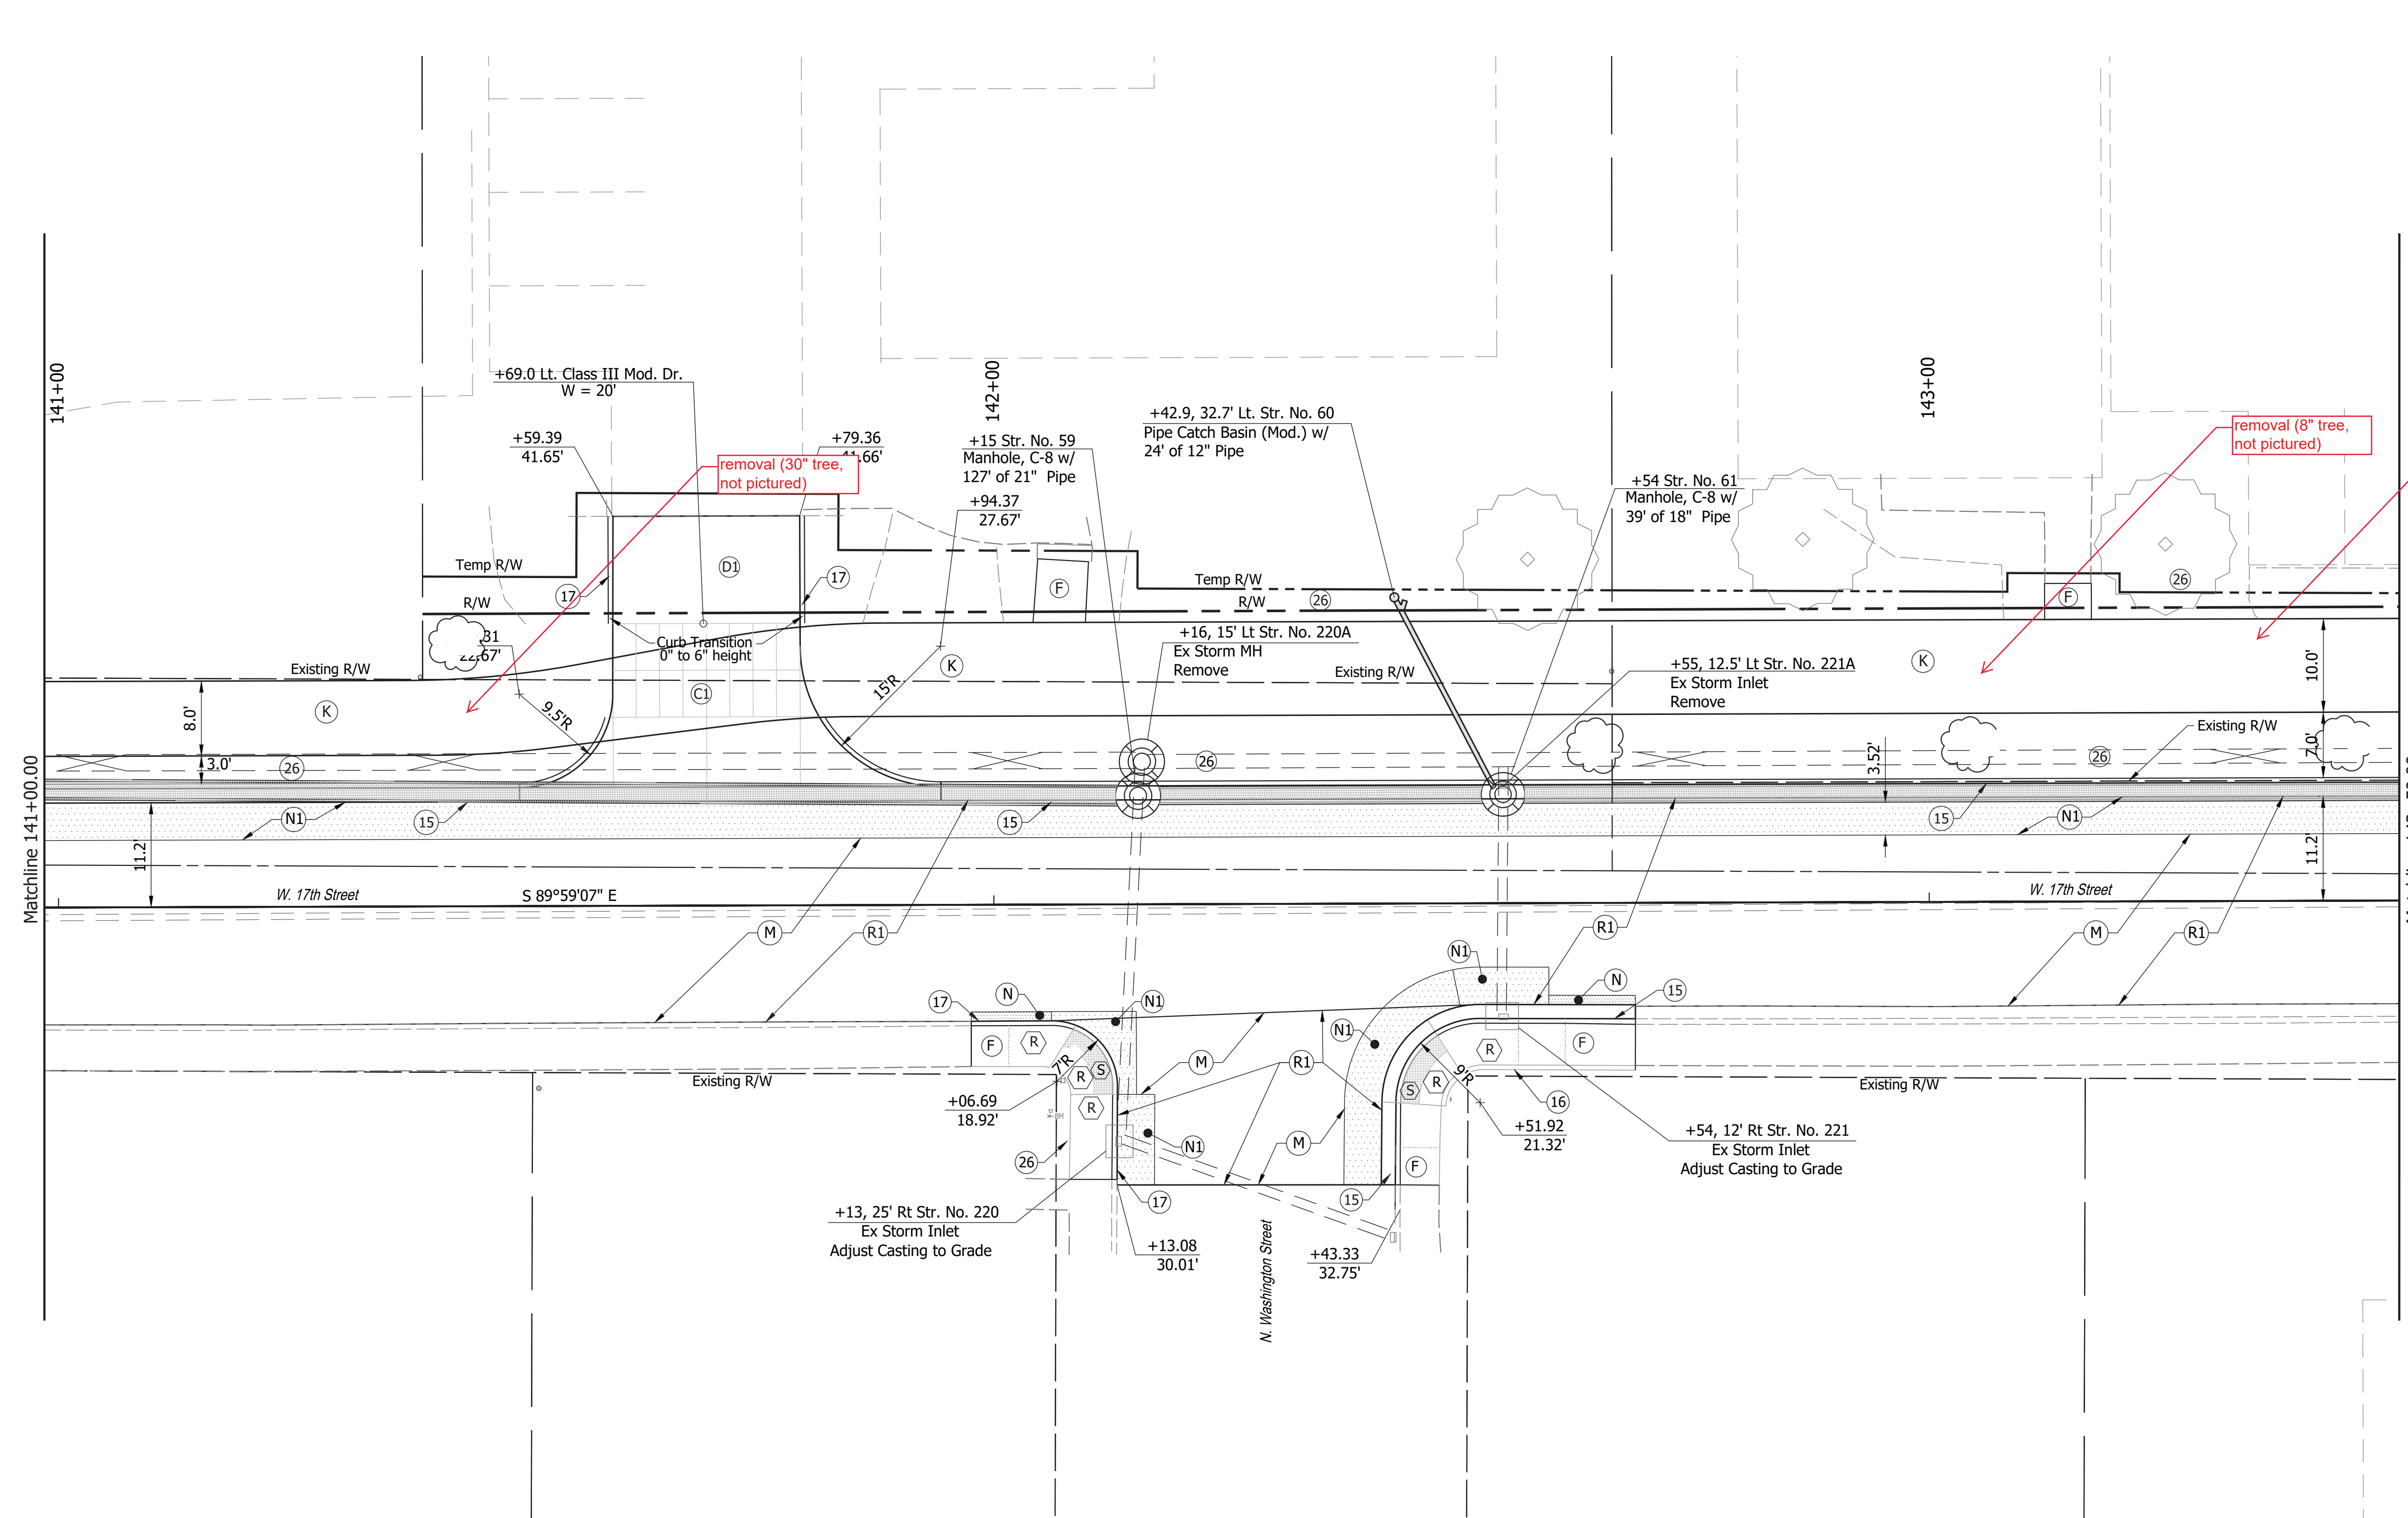 141+00
142+00
143+00
+69.0 Lt. Class III Mod. Dr.
W = 20'
+59.39
41.65'
+79.36
removal (30" tree,
not pictured)
+15 Str. No. 59
Manhole, C-8 w/
127' of 21" Pipe
+94.37
27.67'
+42.9, 32.7' Lt. Str. No. 60
Pipe Catch Basin (Mod.) w/
24' of 12" Pipe
+54 Str. No. 61
Manhole, C-8 w/
39' of 18" Pipe
removal (8" tree,
not pictured)
Temp R/W
R/W
17
D1
17
F
Temp R/W
R/W
26
26
F
Curb Transition
0" to 6" height
Existing R/W
+16, 15' Lt Str. No. 220A
Ex Storm MH
Remove
Existing R/W
+55, 12.5' Lt Str. No. 221A
Ex Storm Inlet
Remove
K
K
K
C1
8.0'
9.5'R
15'R
10.0'
Existing R/W
7.0'
3.0'
26
26
26
3.52'
N1
15
15
15
N1
11.2'
11.2'
Matchline 141+00.00
W. 17th Street
S 89°59'07" E
W. 17th Street
M
R1
R1
M
R1
N1
17
N
N1
N
15
F
R
7'R
R
S
R
M
R1
N1
R
F
9'R
S
R
16
Existing R/W
Existing R/W
+06.69
18.92'
26
N1
M
F
+51.92
21.32'
+54, 12' Rt Str. No. 221
Ex Storm Inlet
Adjust Casting to Grade
17
15
+13, 25' Rt Str. No. 220
Ex Storm Inlet
Adjust Casting to Grade
+13.08
30.01'
+43.33
32.75'
N. Washington Street